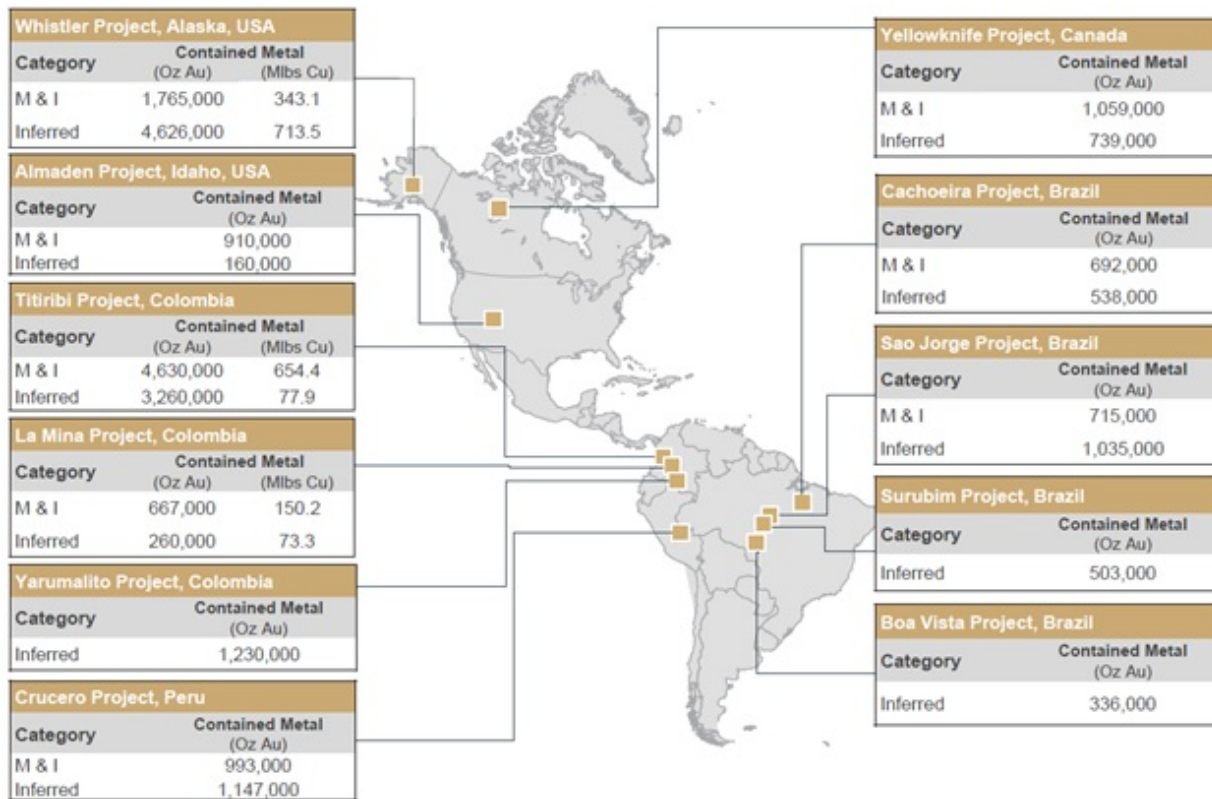 Whistler Project, Alaska, USA
Category Contained Metal
(Oz Au) (Mlbs Cu)
M & I 1,765,000 343.1
Inferred 4,626,000 713.5
Almaden Project, Idaho, USA
Category Contained Metal
(Oz Au)
M & I 910,000
Inferred 160,000
Titiribi Project, Colombia
Category Contained Metal
(Oz Au) (Mlbs Cu)
M & I 4,630,000 654.4
Inferred 3,260,000 77.9
La Mina Project, Colombia
Category Contained Metal
(Oz Au) (Mlbs Cu)
M & I 667,000 150.2
Inferred 260,000 73.3
Yarumalito Project, Colombia
Category Contained Metal
(Oz Au)
Inferred 1,230,000
Crucero Project, Peru
Category Contained Metal
(Oz Au)
M & I 993,000
Inferred 1,147,000
Yellowknife Project, Canada
Category Contained Metal
(Oz Au)
M & I 1,059,000
Inferred 739,000
Cachoeira Project, Brazil
Category Contained Metal
(Oz Au)
M & I 692,000
Inferred 538,000
Sao Jorge Project, Brazil
Category Contained Metal
(Oz Au)
M & I 715,000
Inferred 1,035,000
Surubim Project, Brazil
Category Contained Metal
(Oz Au)
Inferred 503,000
Boa Vista Project, Brazil
Category Contained Metal
(Oz Au)
Inferred 336,000